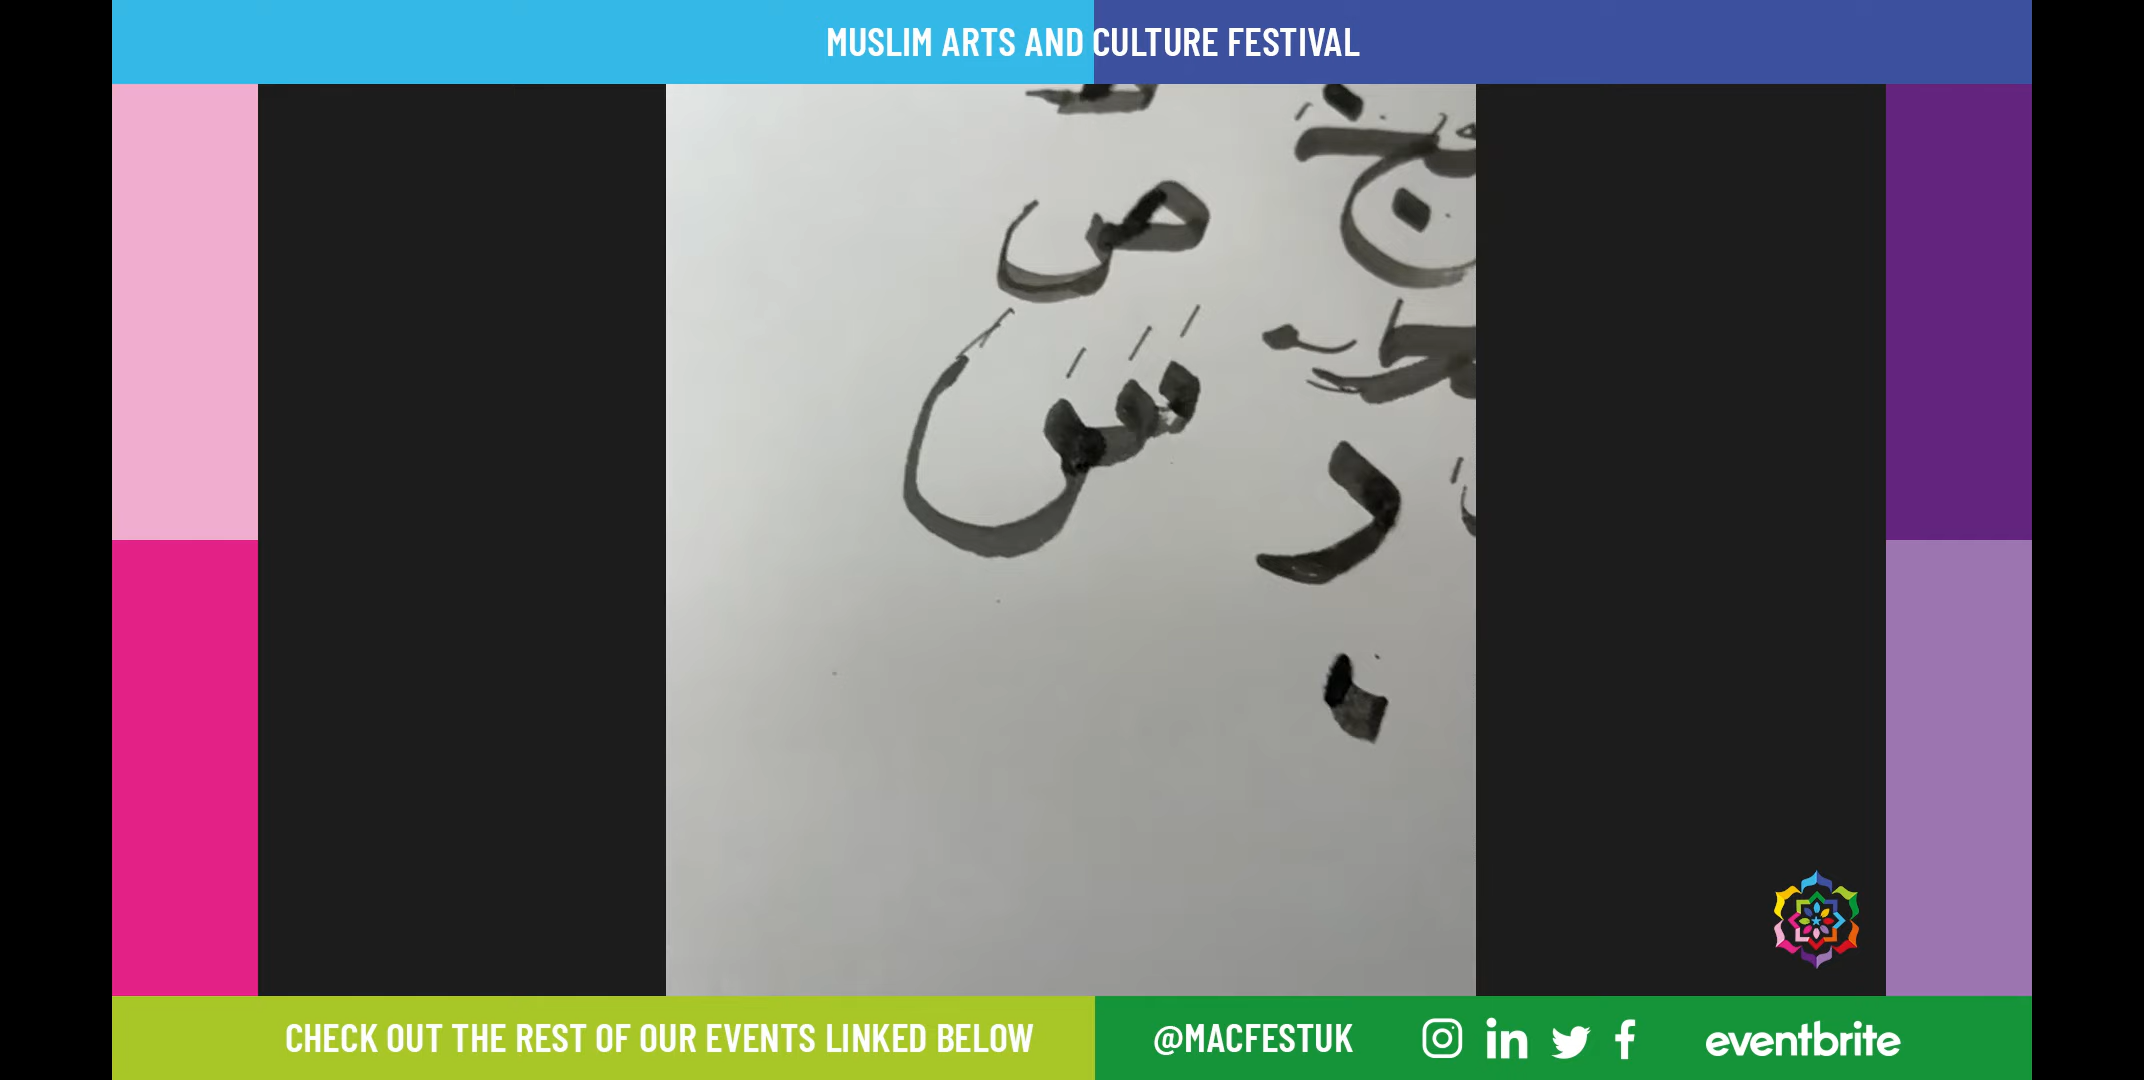 MUSLIM ARTS AND CULTURE FESTIVAL
ص
س
د
CHECK OUT THE REST OF OUR EVENTS LINKED BELOW
@MACFESTUK
eventbrite